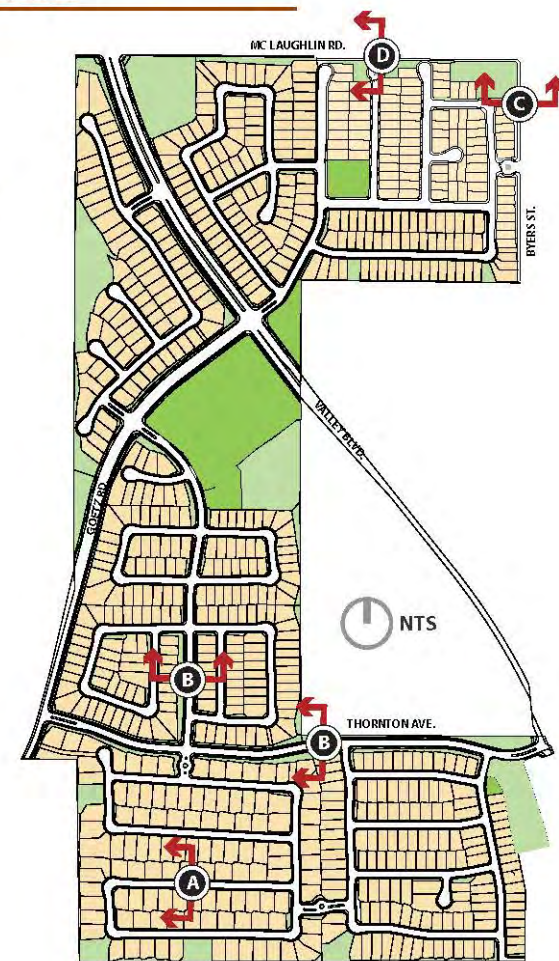 MC LAUGHLIN RD.
D
C
BYERS ST.
VALLEY BLVD.
GOETZ RD.
NTS
B
B
THORNTON AVE.
A